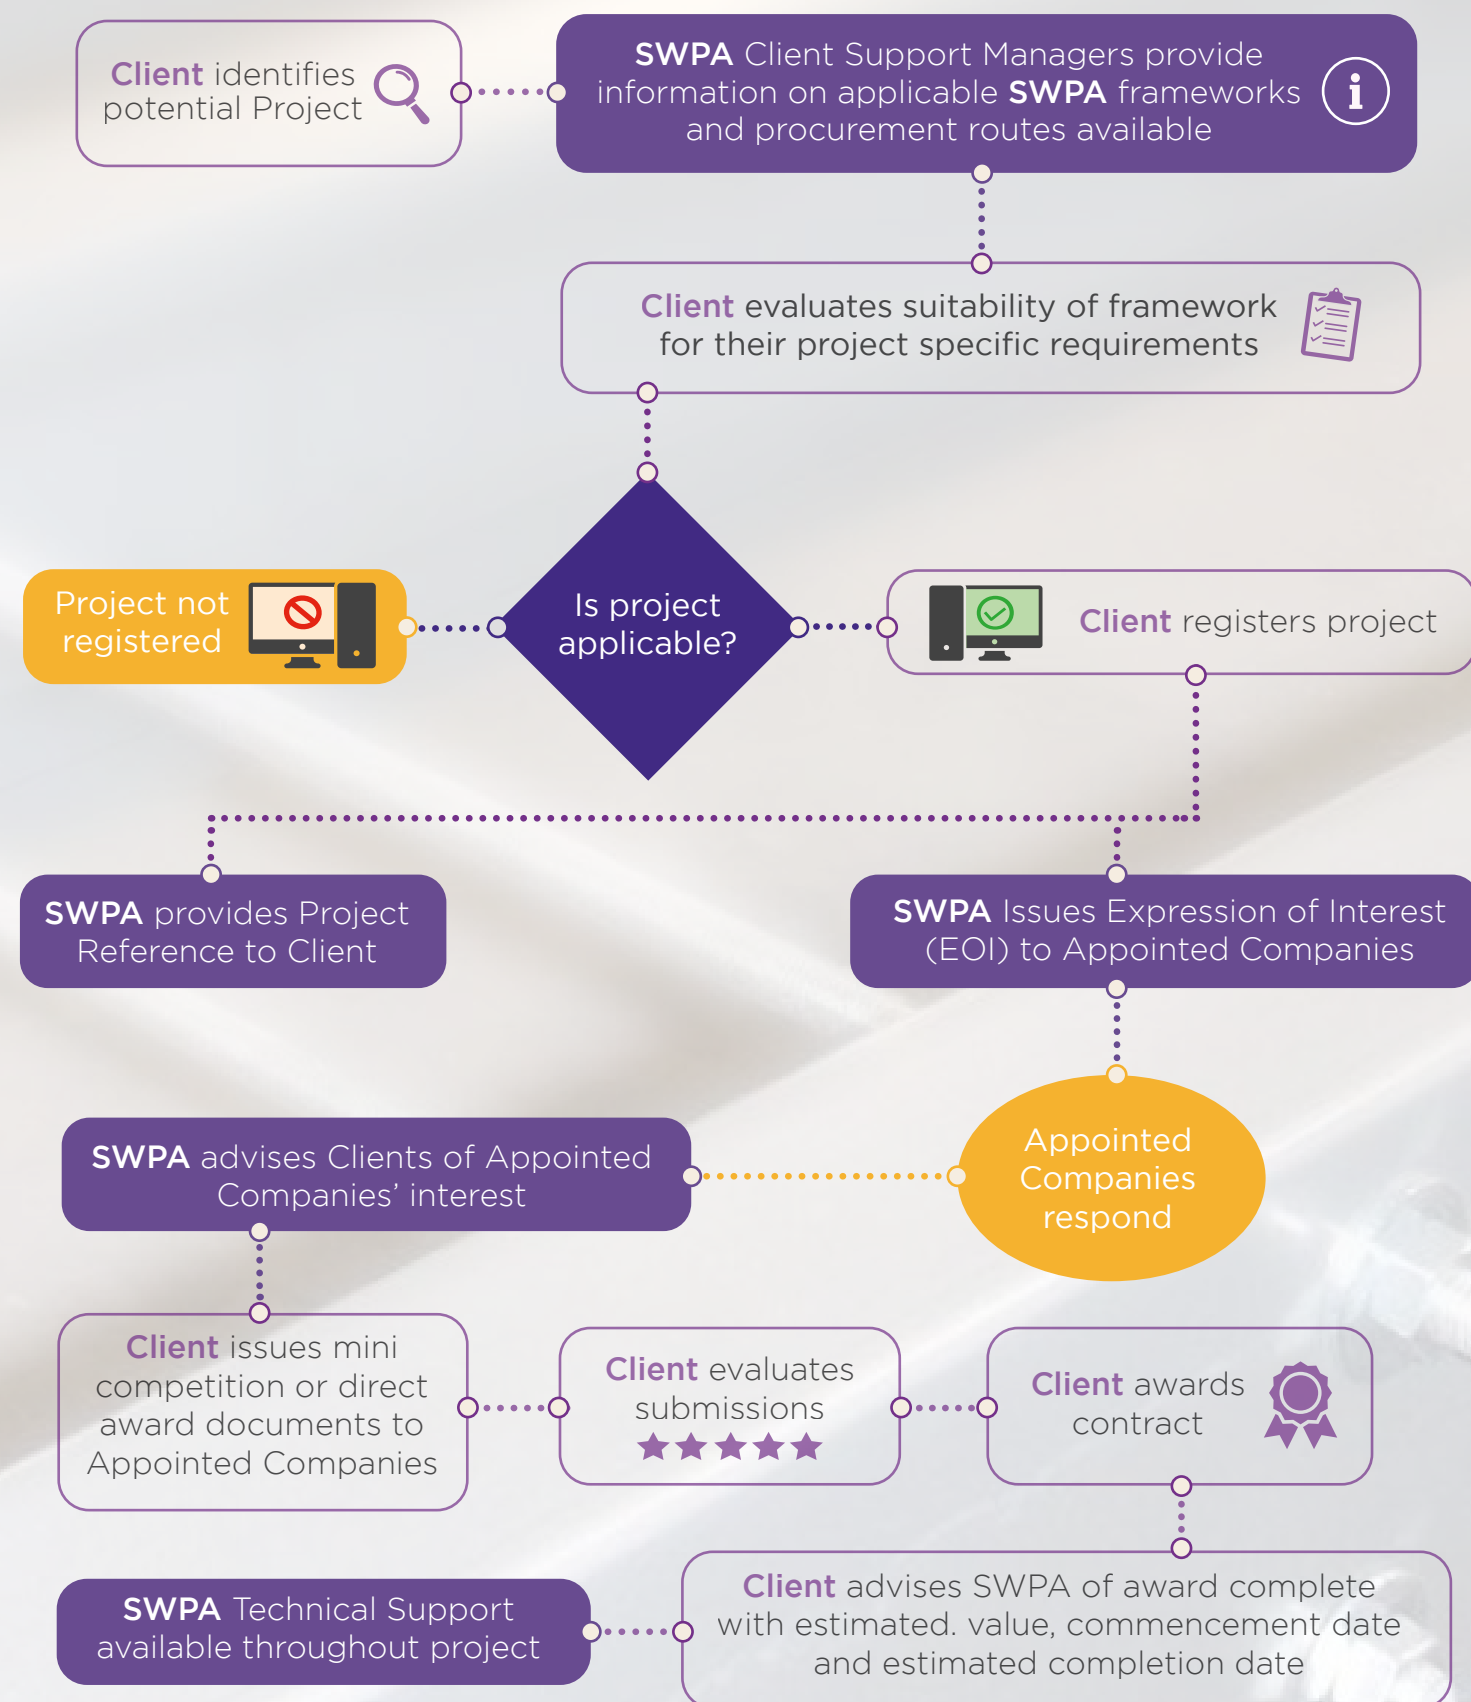 Client identifies
potential Project
SWPA Client Support Managers provide
information on applicable SWPA frameworks
and procurement routes available
i
Client evaluates suitability of framework
for their project specific requirements
Is project
applicable?
Project not
registered
Client registers project
SWPA provides Project
Reference to Client
SWPA Issues Expression of Interest
(EOI) to Appointed Companies
Appointed
Companies
respond
SWPA advises Clients of Appointed
Companies’ interest
Client issues mini
competition or direct
award documents to
Appointed Companies
Client evaluates
submissions
Client awards
contract
Client advises SWPA of award complete
with estimated. value, commencement date
and estimated completion date
SWPA Technical Support
available throughout project